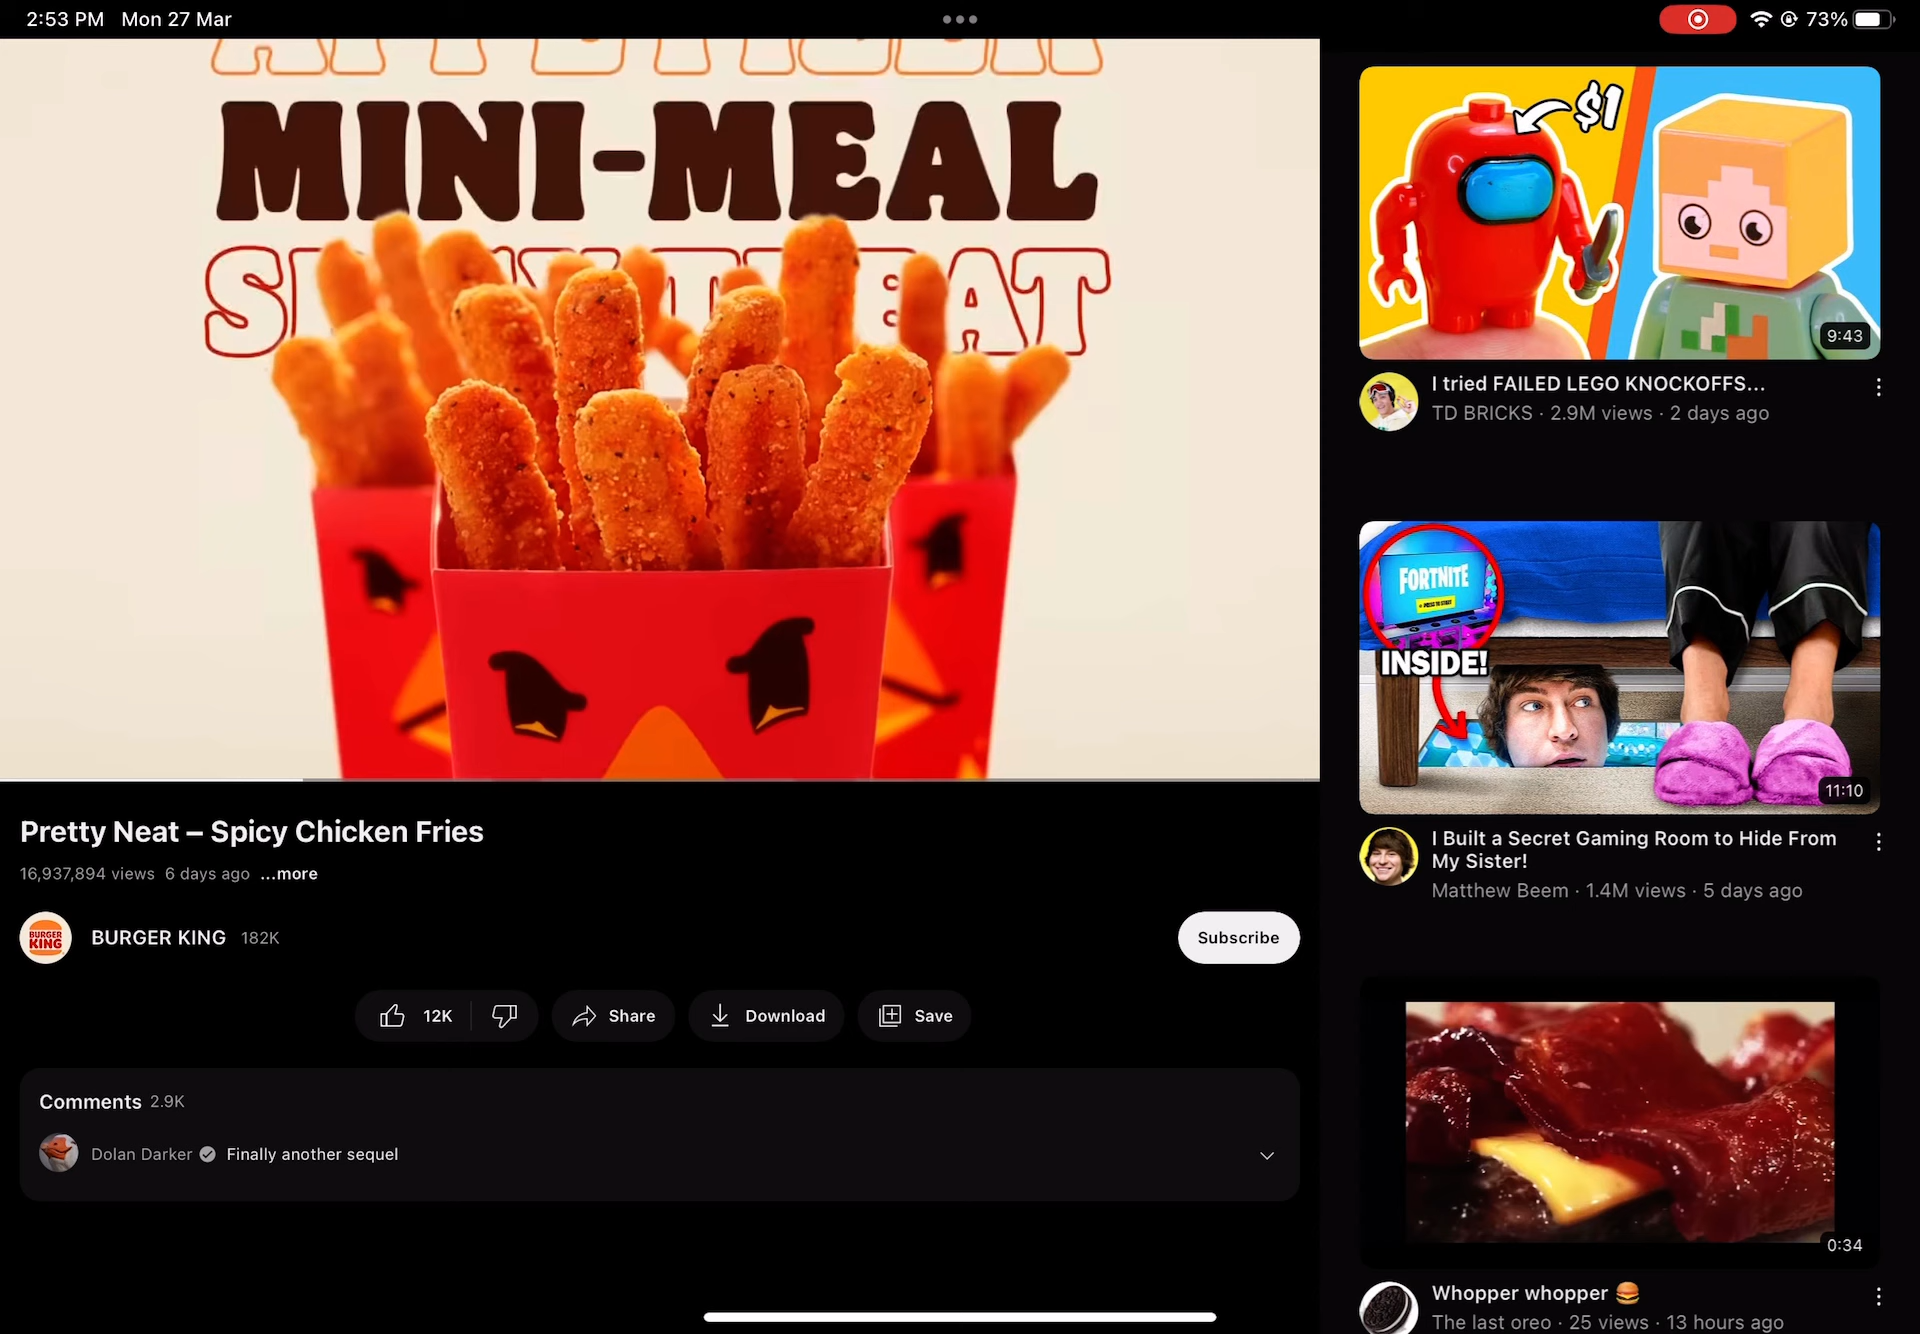 2:53 PM Mon 27 Mar
73%
APPETIZER
MINI-MEAL
$1
9:43
I tried FAILED LEGO KNOCKOFFS...
TD BRICKS · 2.9M views · 2 days ago
FORTNITE
INSIDE!
11:10
I Built a Secret Gaming Room to Hide From
My Sister!
Matthew Beem · 1.4M views · 5 days ago
0:34
Whopper whopper 🍔
The last oreo · 25 views · 13 hours ago
Pretty Neat – Spicy Chicken Fries
16,937,894 views 6 days ago ...more
BURGER KING
BURGER KING 182K
Subscribe
12K
Share
Download
Save
Comments 2.9K
Dolan Darker Finally another sequel